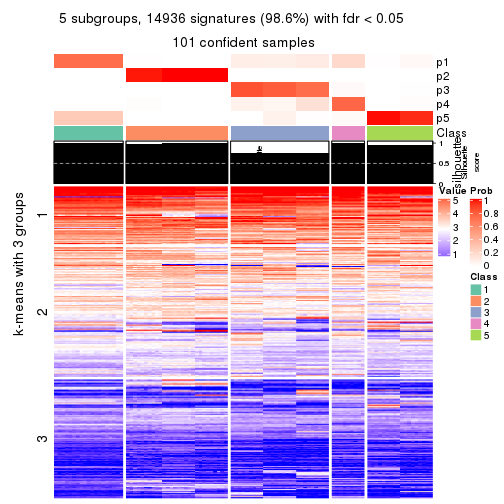 5 subgroups, 14936 signatures (98.6%) with fdr < 0.05
101 confident samples
p1
p2
p3
p4
p5
Class
1
0.5
0
silhouette
Silhouette
score
k-means with 3 groups
1
2
3
Value
5
4
3
2
1
Prob
1
0.8
0.6
0.4
0.2
0
Class
1
2
3
4
5